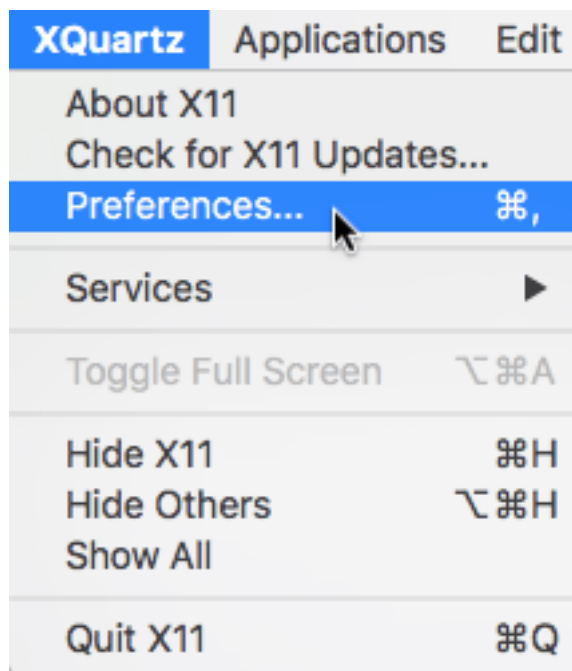 XQuartz Applications Edit
About X11
Check for X11 Updates...
Preferences... ⌘,
Services ▶
Toggle Full Screen ⌥⌘A
Hide X11 ⌘H
Hide Others ⌥⌘H
Show All
Quit X11 ⌘Q